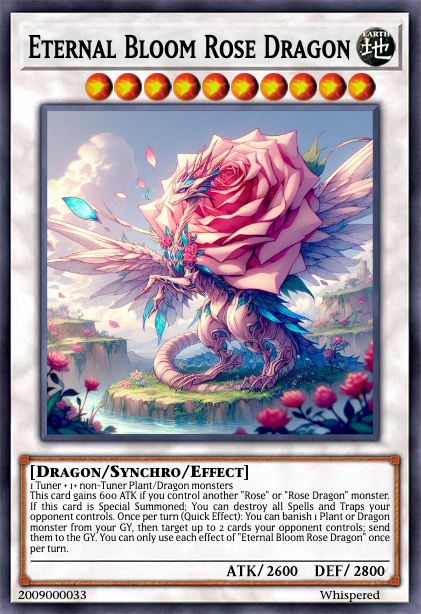 Eternal Bloom Rose Dragon
EARTH
地
[Dragon/Synchro/Effect]
1 Tuner + 1+ non-Tuner Plant/Dragon monsters
This card gains 600 ATK if you control another "Rose" or "Rose Dragon" monster.
If this card is Special Summoned; You can destroy all Spells and Traps your
opponent controls. Once per turn (Quick Effect): You can banish 1 Plant or Dragon
monster from your GY, then target up to 2 cards your opponent controls; send
them to the GY. You can only use each effect of "Eternal Bloom Rose Dragon" once
per turn.
ATK/ 2600 DEF/ 2800
2009000033 Whispered